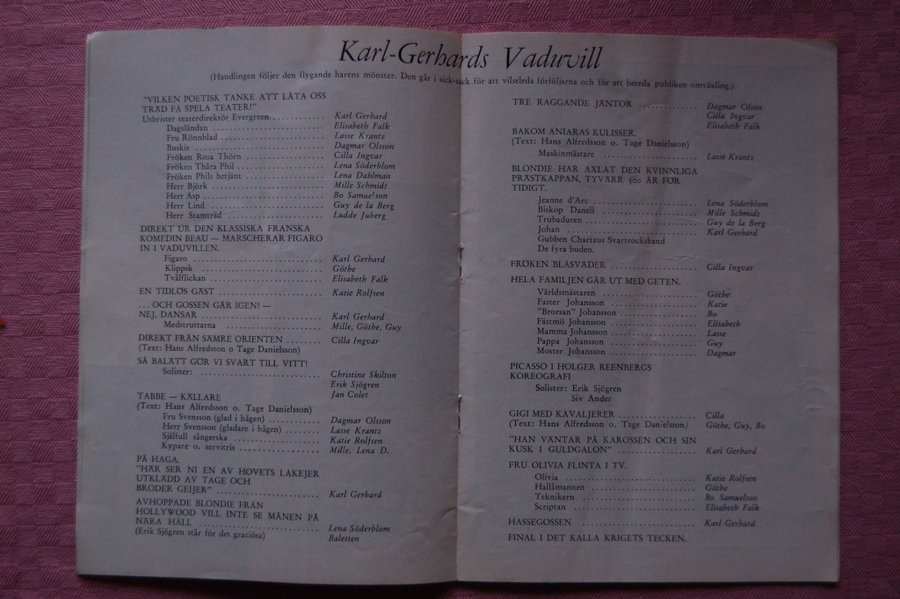 Karl-Gerhards Vaduvill
(Handlingen följer den flygande harens mönster. Den går i sick-sack för att vilseleda förföljarna och för att bereda publiken omväxling.)
"VILKEN POETISK TANKE ATT LÅTA OSS
TRÄD FÅ SPELA TEATER!"
Utbrister teaterdirektör Evergreen .......... Karl Gerhard
Dagsländan .......... Elisabeth Falk
Fru Rönnblad .......... Lasse Krantz
Buskis .......... Dagmar Olsson
Fröken Rosa Thörn .......... Cilla Ingvar
Fröken Thåra Phil .......... Lena Söderblom
Fröken Phils betjänt .......... Lena Dahlman
Herr Björk .......... Mille Schmidt
Herr Asp .......... Bo Samuelson
Herr Lind .......... Guy de la Berg
Herr Stamträd .......... Ludde Juberg
DIREKT UR DEN KLASSISKA FRANSKA
KOMEDIN BEAU — MARSCHERAR FIGARO
IN I VADUVILLEN.
Figaro .......... Karl Gerhard
Klippsk .......... Göthe
Tvålflickan .......... Elisabeth Falk
EN TIDLÖS GÄST .......... Katie Rolfsen
... OCH GOSSEN GÅR IGEN! —
NEJ, DANSAR .......... Karl Gerhard
Medstruttarna .......... Mille, Göthe, Guy
DIREKT FRÅN SÄMRE ORIENTEN .......... Cilla Ingvar
(Text: Hans Alfredsson o Tage Danielsson)
SÅ BALATT GÖR VI SVART TILL VITT!
Solister: .......... Christine Skilton
Erik Sjögren
Jan Colet
TABBE — KÄLLARE
(Text: Hans Alfredsson o. Tage Danielsson)
Fru Svensson (glad i hågen) .......... Dagmar Olsson
Herr Svensson (gladare i hågen) .......... Lasse Krantz
Själfull sångerska .......... Katie Rolfsen
Kypare o. servitris .......... Mille, Lena D.
PÅ HAGA.
"HÄR SER NI EN AV HOVETS LAKEJER
UTKLÄDD AV TAGE OCH
BRODER GEIJER" .......... Karl Gerhard
AVHOPPADE BLONDIE FRÅN
HOLLYWOOD VILL INTE SE MÅNEN PÅ
NÄRA HÅLL .......... Lena Söderblom
(Erik Sjögren står för det graciösa) Baletten
TRE RAGGANDE JÄNTOR .......... Dagmar Olson
Cilla Ingvar
Elisabeth Falk
BAKOM ANIARAS KULISSER.
(Text: Hans Alfredsson o. Tage Danielsson)
Maskinmästare .......... Lasse Krantz
BLONDIE HAR AXLAT DEN KVINNLIGA
PRÄSTKAPPAN, TYVÄRR 500 ÅR FÖR
TIDIGT.
Jeanne d'Arc .......... Lena Söderblom
Biskop Danell .......... Mille Schmidt
Trubaduren .......... Guy de la Berg
Johan .......... Karl Gerhard
Gubben Chartaus Svartrocksband
De fyra buden.
FRÖKEN BLÅSVÄDER .......... Cilla Ingvar
HELA FAMILJEN GÅR UT MED GETEN.
Världsmästaren .......... Göthe
Faster Johansson .......... Katie
"Brorsan" Johansson .......... Bo
Fästmö Johansson .......... Elisabeth
Mamma Johansson .......... Lasse
Pappa Johansson .......... Guy
Moster Johansson .......... Dagmar
PICASSO I HOLGER REENBERGS
KOREOGRAFI
Solister: Erik Sjögren
Siv Ander
GIGI MED KAVALJERER .......... Cilla
(Text: Hans Alfredsson o. Tage Danielsson) Göthe, Guy, Bo
"HAN VÄNTAR PÅ KAROSSEN OCH SIN
KUSK I GULDGALON" .......... Karl Gerhard
FRU OLIVIA FLINTA I TV.
Olivia .......... Katie Rolfsen
Hallåmannen .......... Göthe
Teknikern .......... Bo Samuelson
Scriptan .......... Elisabeth Falk
HASSEGOSSEN .......... Karl Gerhard
FINAL I DET KALLA KRIGETS TECKEN.